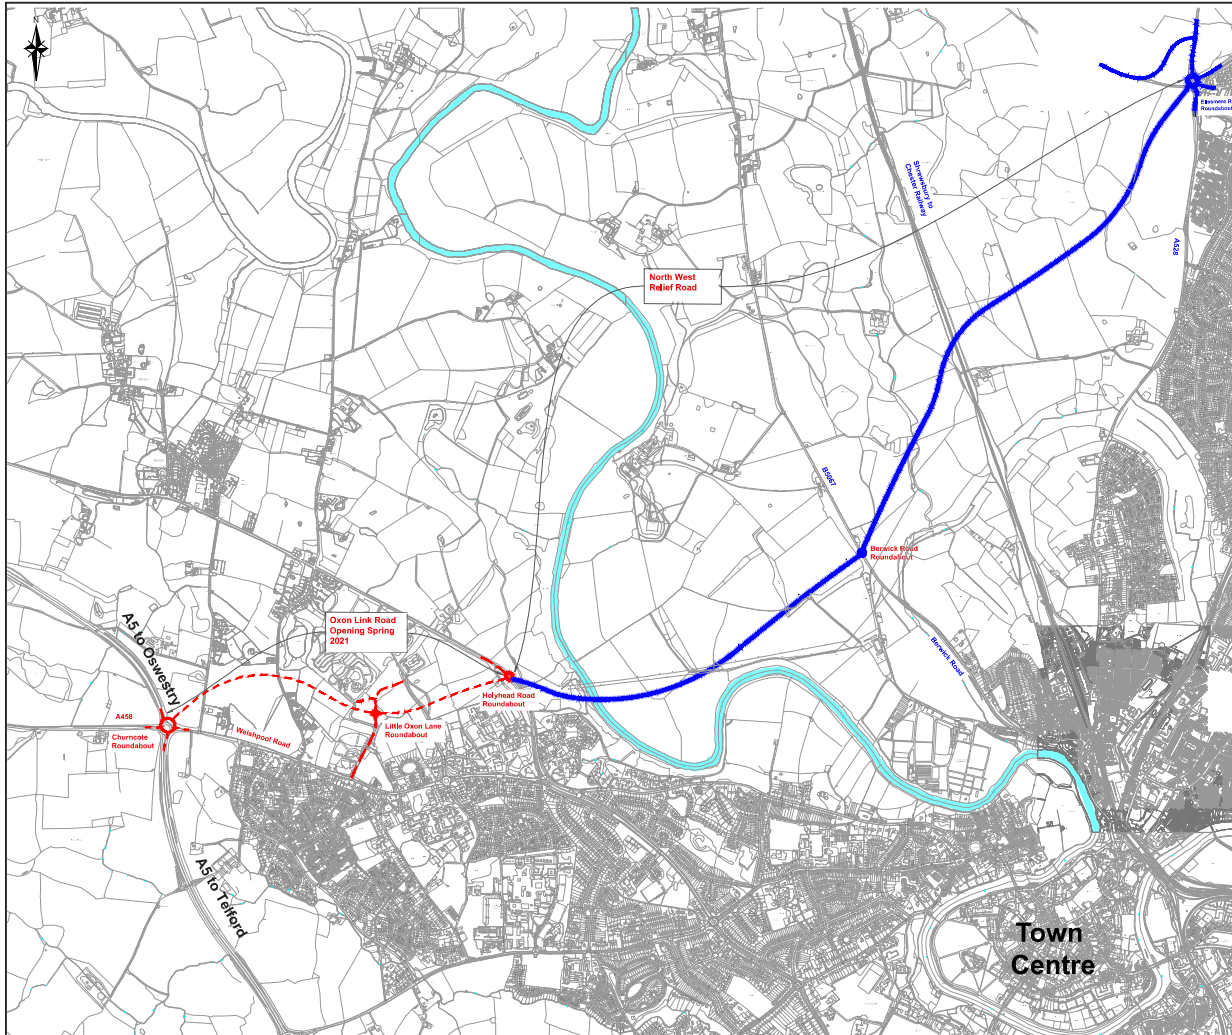 N
Ellesmere R
Roundabout
Shrewsbury to
Chester Railway
A528
North West
Relief Road
B5067
Berwick Road
Roundabout
Berwick Road
Oxon Link Road
Opening Spring
2021
A5 to Oswestry
Holyhead Road
Roundabout
A458
Churncote
Roundabout
Welshpool Road
Little Oxon Lane
Roundabout
A5 to Telford
Town
Centre